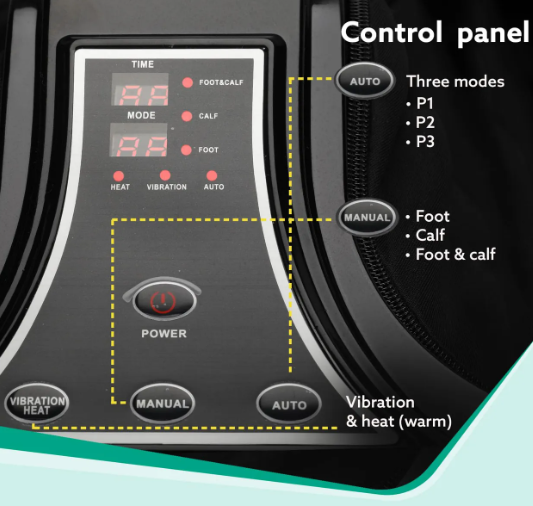 Control panel
TIME
MODE
FOOT&CALF
CALF
FOOT
HEAT VIBRATION AUTO
POWER
VIBRATION
HEAT
MANUAL
AUTO
AUTO
Three modes
• P1
• P2
• P3
MANUAL
• Foot
• Calf
• Foot & calf
Vibration
& heat (warm)